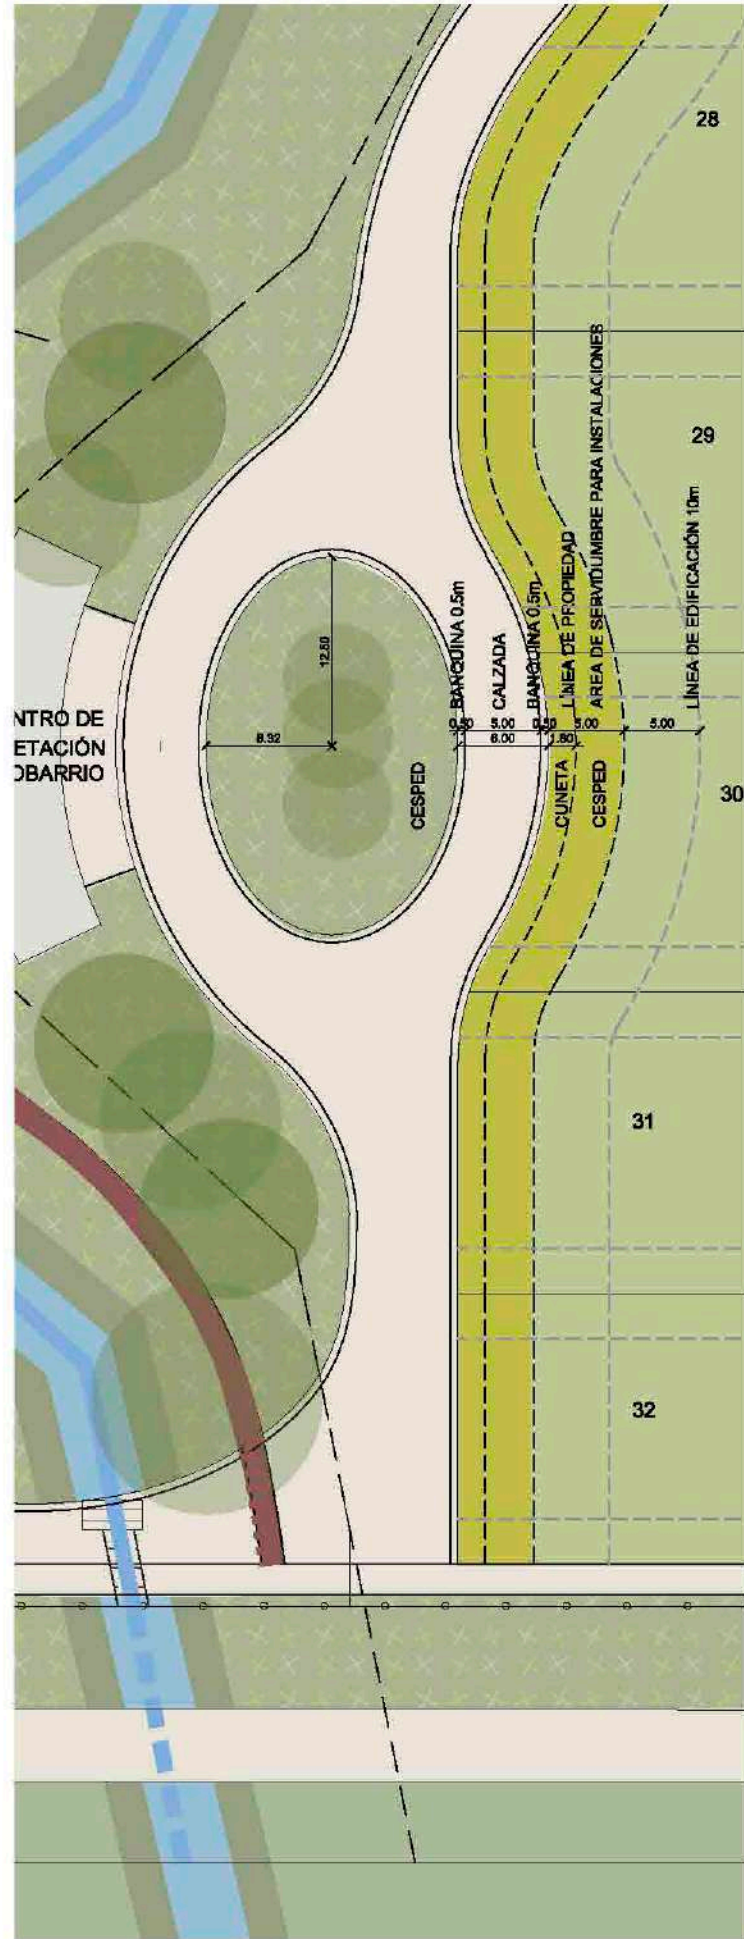 28
29
ÁREA DE SERVIDUMBRE PARA INSTALACIONES
LÍNEA DE EDIFICACIÓN 10m
LÍNEA DE PROPIEDAD
BANQUINA 0.5m
CALZADA
BANQUINA 0.5m
12.50
8.32
0.50 5.00 0.50 5.00 5.00
6.00 1.80
NTRO DE
ETACIÓN
OBARRIO
CESPED
CUNETA
CESPED
30
31
32